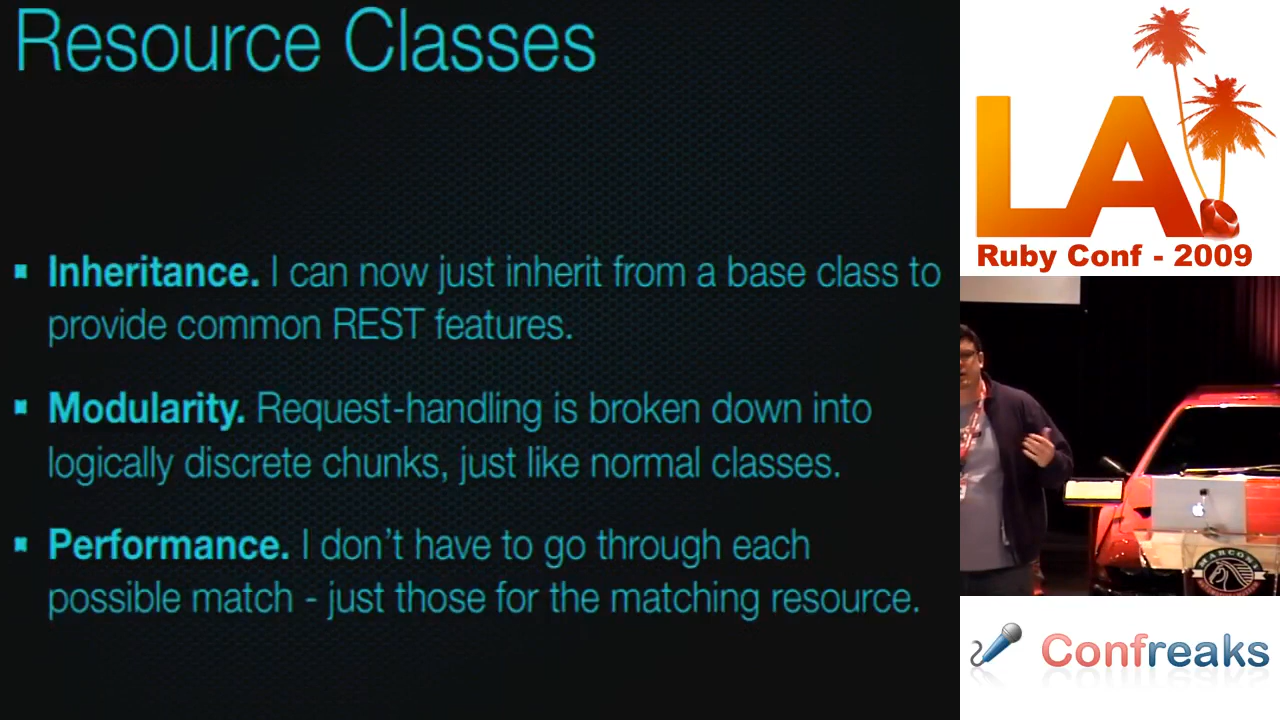 Resource Classes
Inheritance. I can now just inherit from a base class to
provide common REST features.
Modularity. Request-handling is broken down into
logically discrete chunks, just like normal classes.
Performance. I don't have to go through each
possible match - just those for the matching resource.
LA
Ruby Conf - 2009
MARCONI
Confreaks